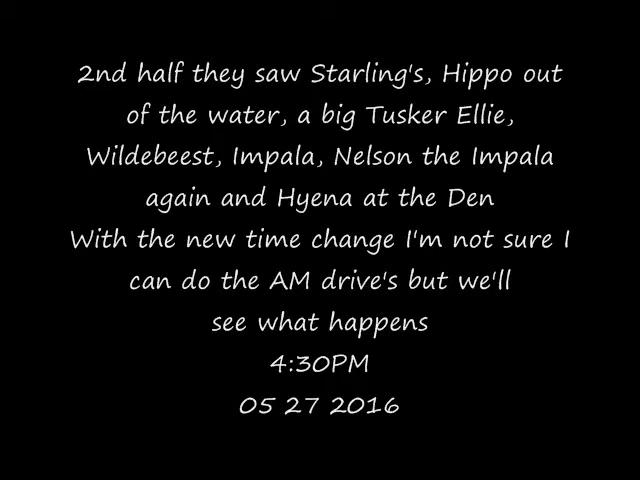 2nd half they saw Starling's, Hippo out
of the water, a big Tusker Ellie,
Wildebeest, Impala, Nelson the Impala
again and Hyena at the Den
With the new time change I'm not sure I
can do the AM drive's but we'll
see what happens
4:30PM
05 27 2016